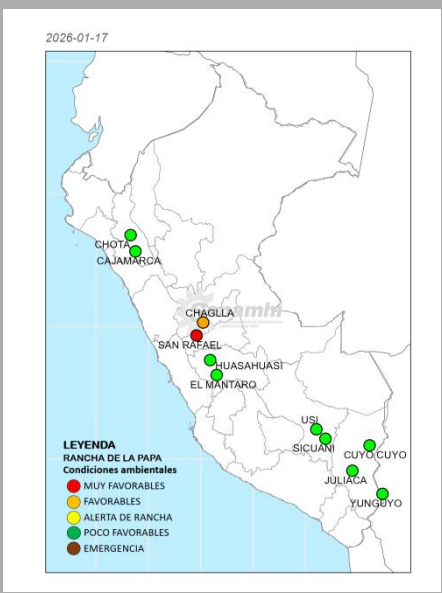 2026-01-17
CHOTA
CAJAMARCA
CHAGLLA
senamhi
SAN RAFAEL
HUASAHUASI
EL MANTARO
USI
SICUANI
CUYO CUYO
JULIACA
YUNGUYO
LEYENDA
RANCHA DE LA PAPA
Condiciones ambientales
MUY FAVORABLES
FAVORABLES
ALERTA DE RANCHA
POCO FAVORABLES
EMERGENCIA